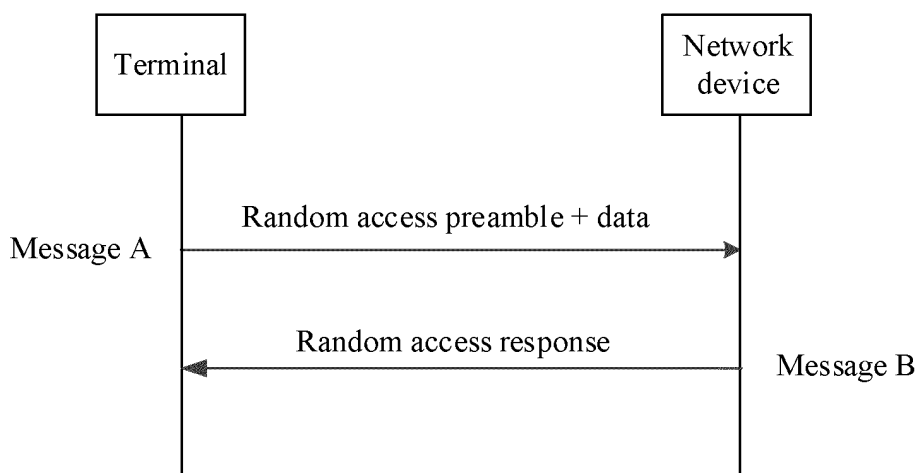 Terminal
Network
device
Random access preamble + data
Message A
Random access response
Message B